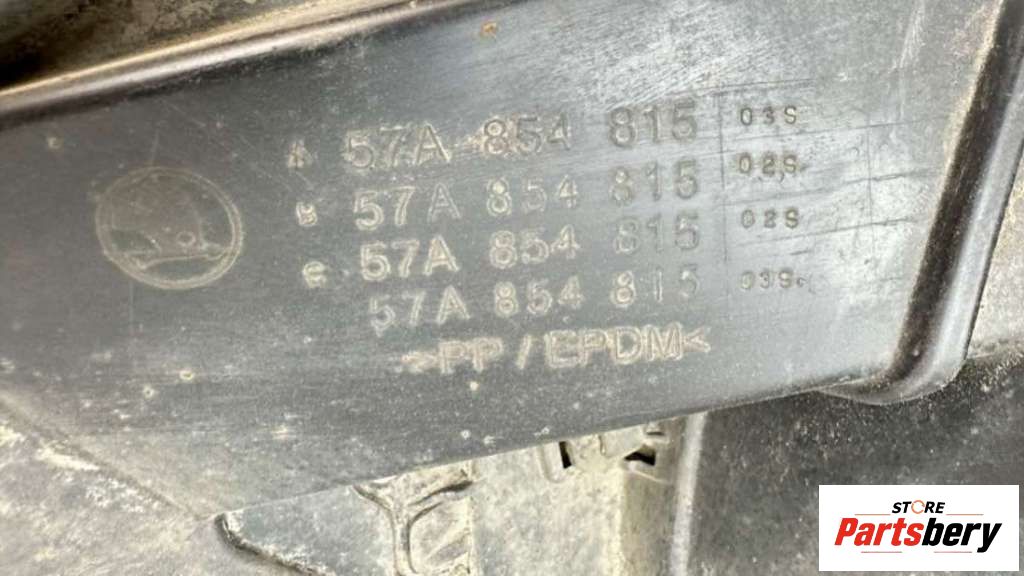 A 57A 854 815 03S
B 57A 854 815 02S
C 57A 854 815 02S
57A 854 815 03S
>PP/EPDM<
STORE
Partsbery